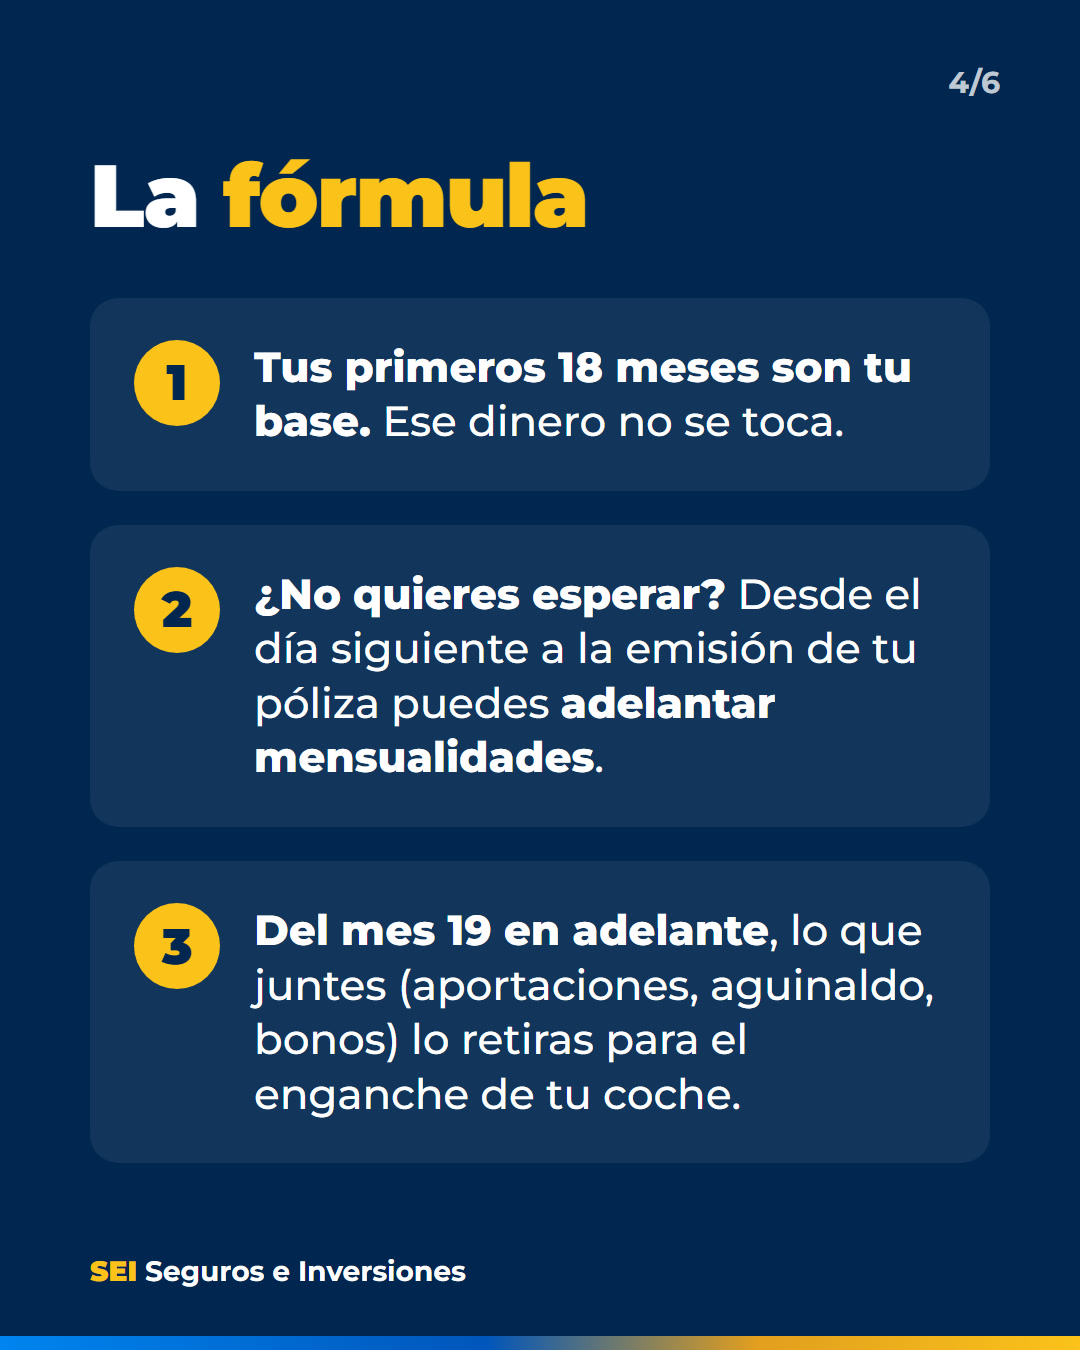 4/6
La fórmula
1
Tus primeros 18 meses son tu
base. Ese dinero no se toca.
2
¿No quieres esperar? Desde el
día siguiente a la emisión de tu
póliza puedes adelantar
mensualidades.
3
Del mes 19 en adelante, lo que
juntes (aportaciones, aguinaldo,
bonos) lo retiras para el
enganche de tu coche.
SEI Seguros e Inversiones